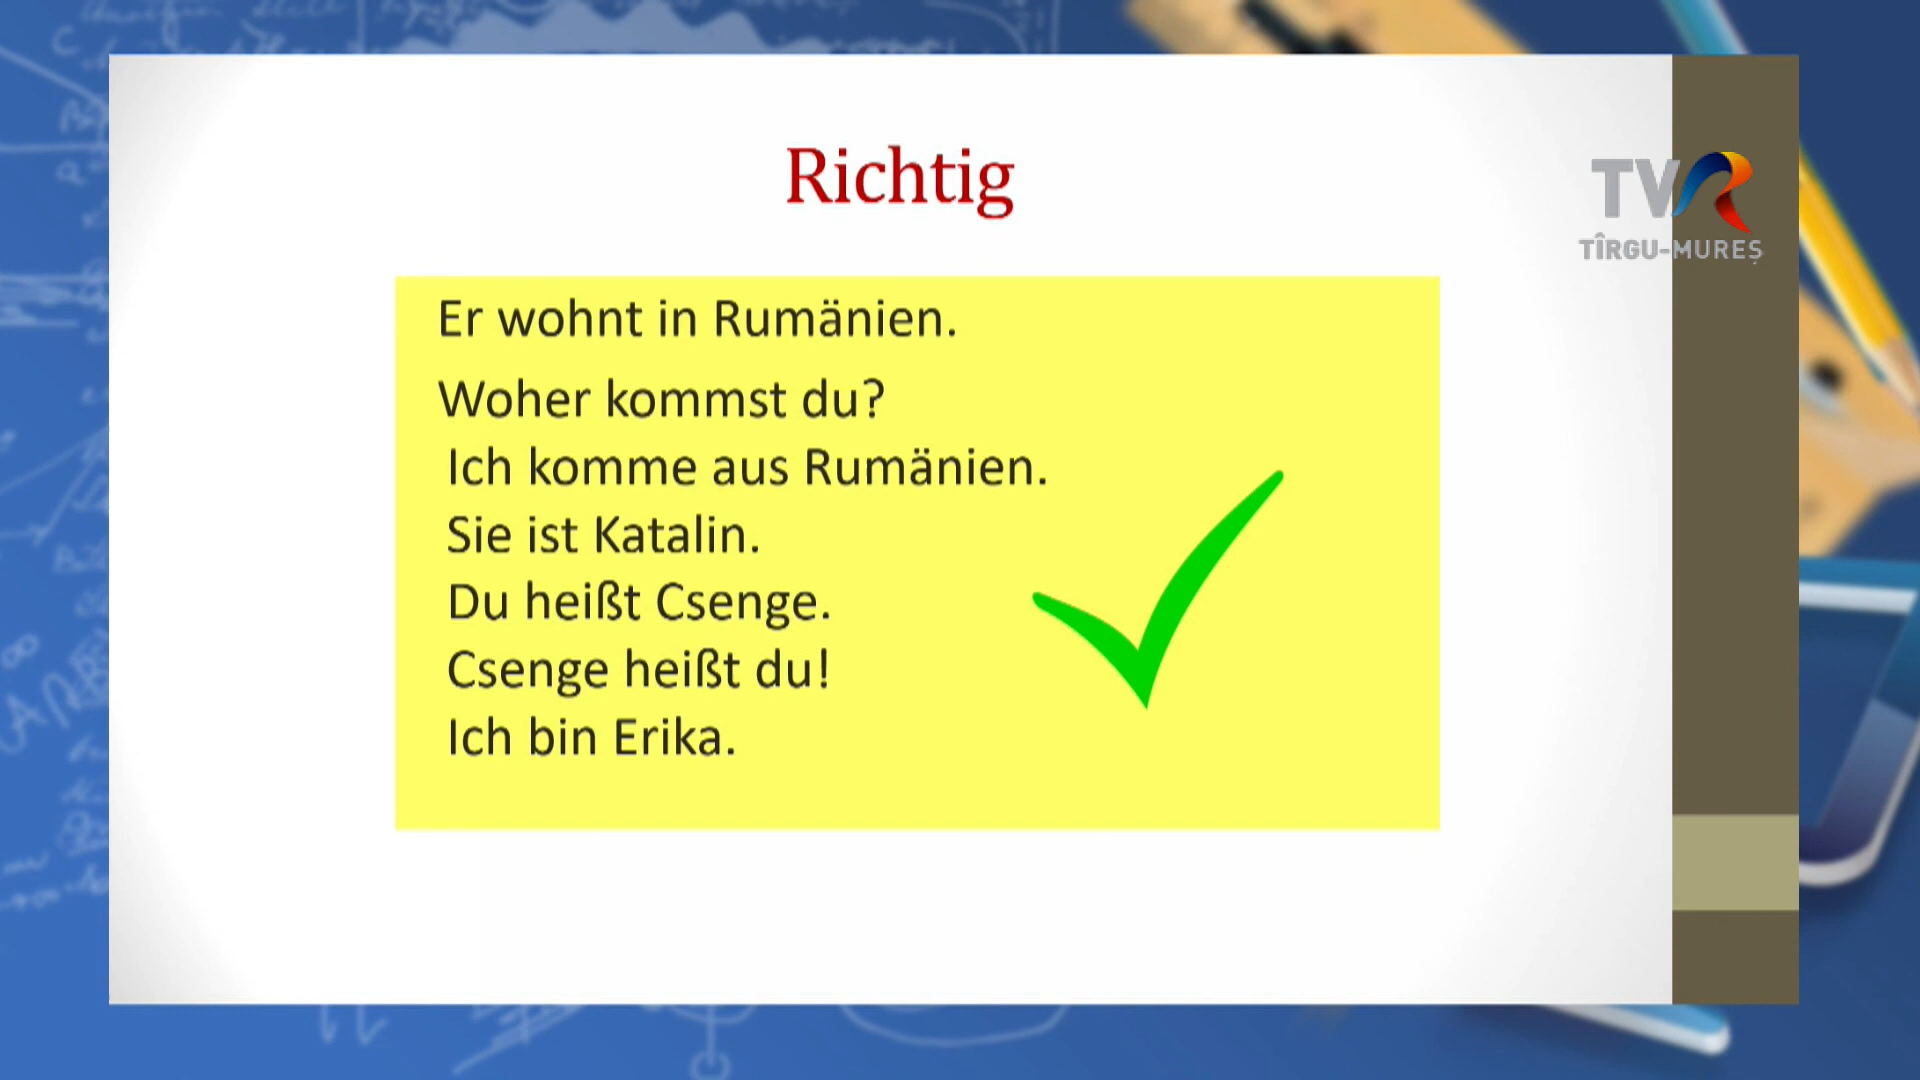 Richtig
TVR
TÎRGU-MUREȘ
Er wohnt in Rumänien.
Woher kommst du?
Ich komme aus Rumänien.
Sie ist Katalin.
Du heißt Csenge.
Csenge heißt du!
Ich bin Erika.